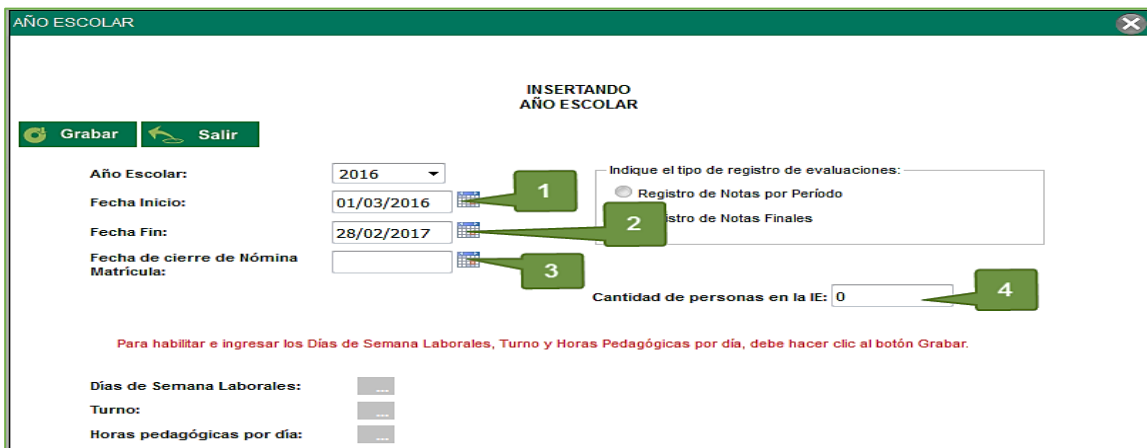 AÑO ESCOLAR
INSERTANDO
AÑO ESCOLAR
Grabar Salir
Año Escolar: 2016
Indique el tipo de registro de evaluaciones:
Fecha Inicio: 01/03/2016 1
Registro de Notas por Período
Fecha Fin: 28/02/2017 2
Notas Finales
Fecha de cierre de Nómina
Matrícula: 3
Cantidad de personas en la IE: 0 4
Para habilitar e ingresar los Días de Semana Laborales, Turno y Horas Pedagógicas por día, debe hacer clic al botón Grabar.
Días de Semana Laborales: ...
Turno: ...
Horas pedagógicas por día: ...